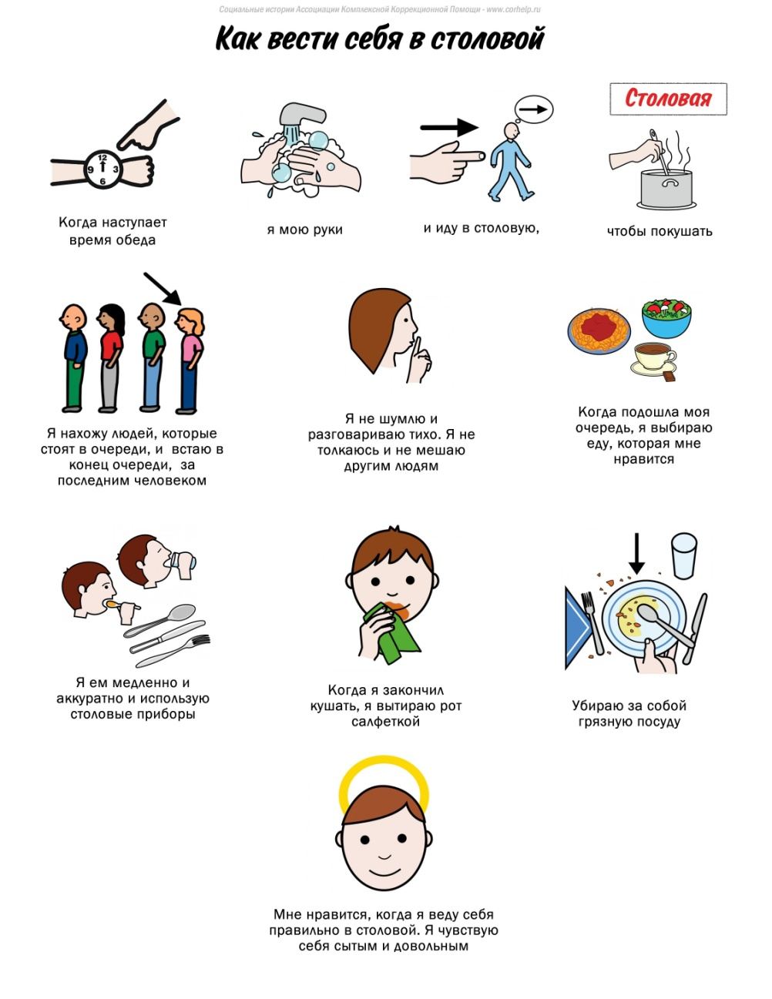 Социальные истории Ассоциации Комплексной Коррекционной Помощи - www.corhelp.ru
Как вести себя в столовой
12
9
3
6
Столовая
Когда наступает
время обеда
я мою руки
и иду в столовую,
чтобы покушать
Я нахожу людей, которые
стоят в очереди, и встаю в
конец очереди, за
последним человеком
Я не шумлю и
разговариваю тихо. Я не
толкаюсь и не мешаю
другим людям
Когда подошла моя
очередь, я выбираю
еду, которая мне
нравится
Я ем медленно и
аккуратно и использую
столовые приборы
Когда я закончил
кушать, я вытираю рот
салфеткой
Убираю за собой
грязную посуду
Мне нравится, когда я веду себя
правильно в столовой. Я чувствую
себя сытым и довольным